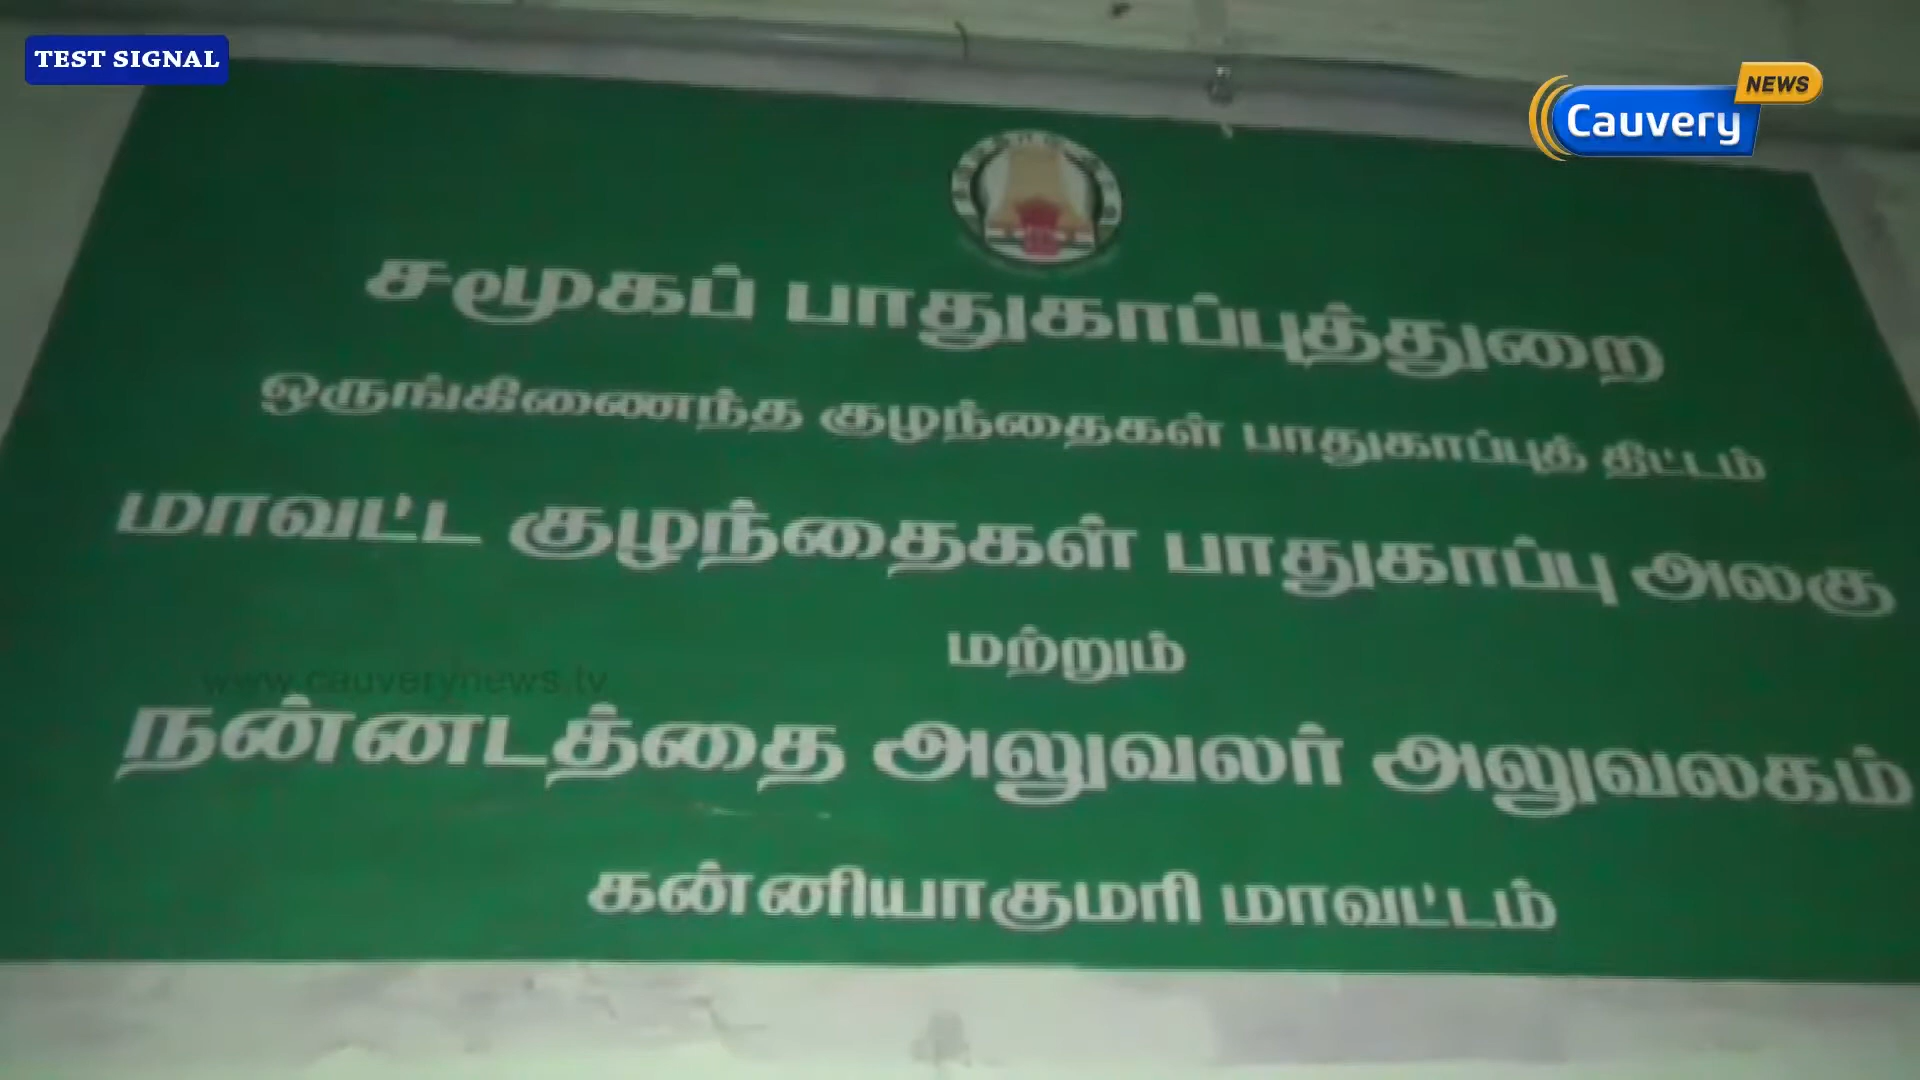 TEST SIGNAL
Cauvery NEWS
சமூகப் பாதுகாப்புத்துறை
ஒருங்கிணைந்த குழந்தைகள் பாதுகாப்புத் திட்டம்
மாவட்ட குழந்தைகள் பாதுகாப்பு அலகு
மற்றும்
www.cauverynews.tv
நன்னடத்தை அலுவலர் அலுவலகம்
கன்னியாகுமரி மாவட்டம்